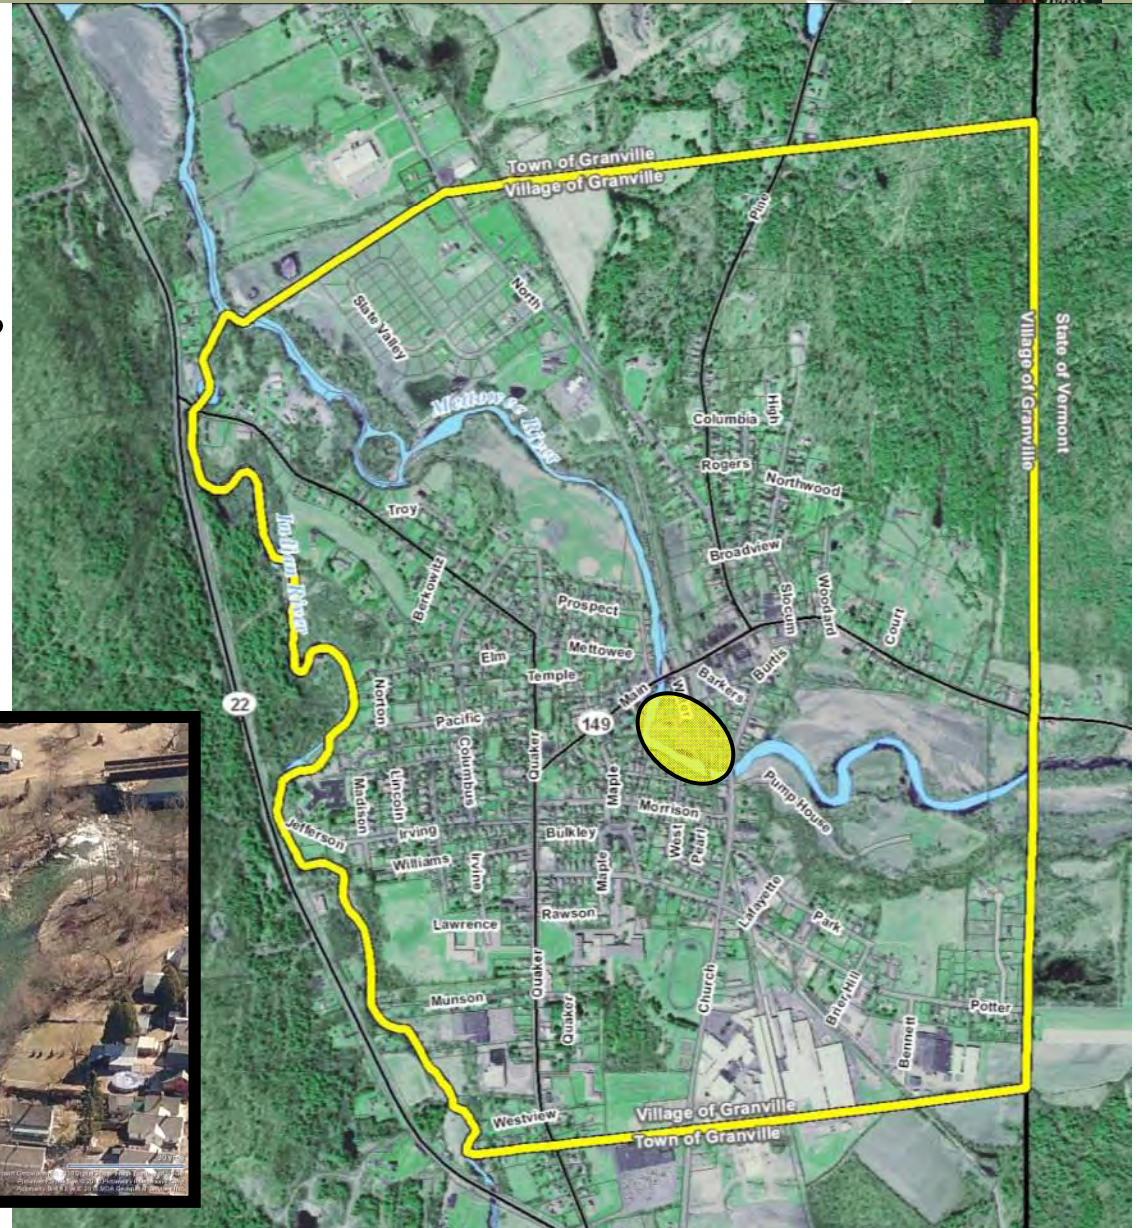 Town of Granville
Village of Granville
Pine
North
Slate Valley
Village of Granville
State of Vermont
Mettowee River
Columbia
High
Rogers
Northwood
Troy
Indian River
Broadview
Berkowitz
Slocum
Woodard
Court
Prospect
Mettowee
Elm
Temple
Burtis
Barkers
Main
22
Norton
149
Pacific
Quaker
Columbus
Madison
Lincoln
Maple
Pump House
Morrison
Jefferson
Irving
Bulkley
West
Pearl
Williams
Irvine
Maple
Lafayette
Park
Lawrence
Rawson
Quaker
Church
Brier Hill
Munson
Quaker
Potter
Bennett
Westview
Village of Granville
Town of Granville